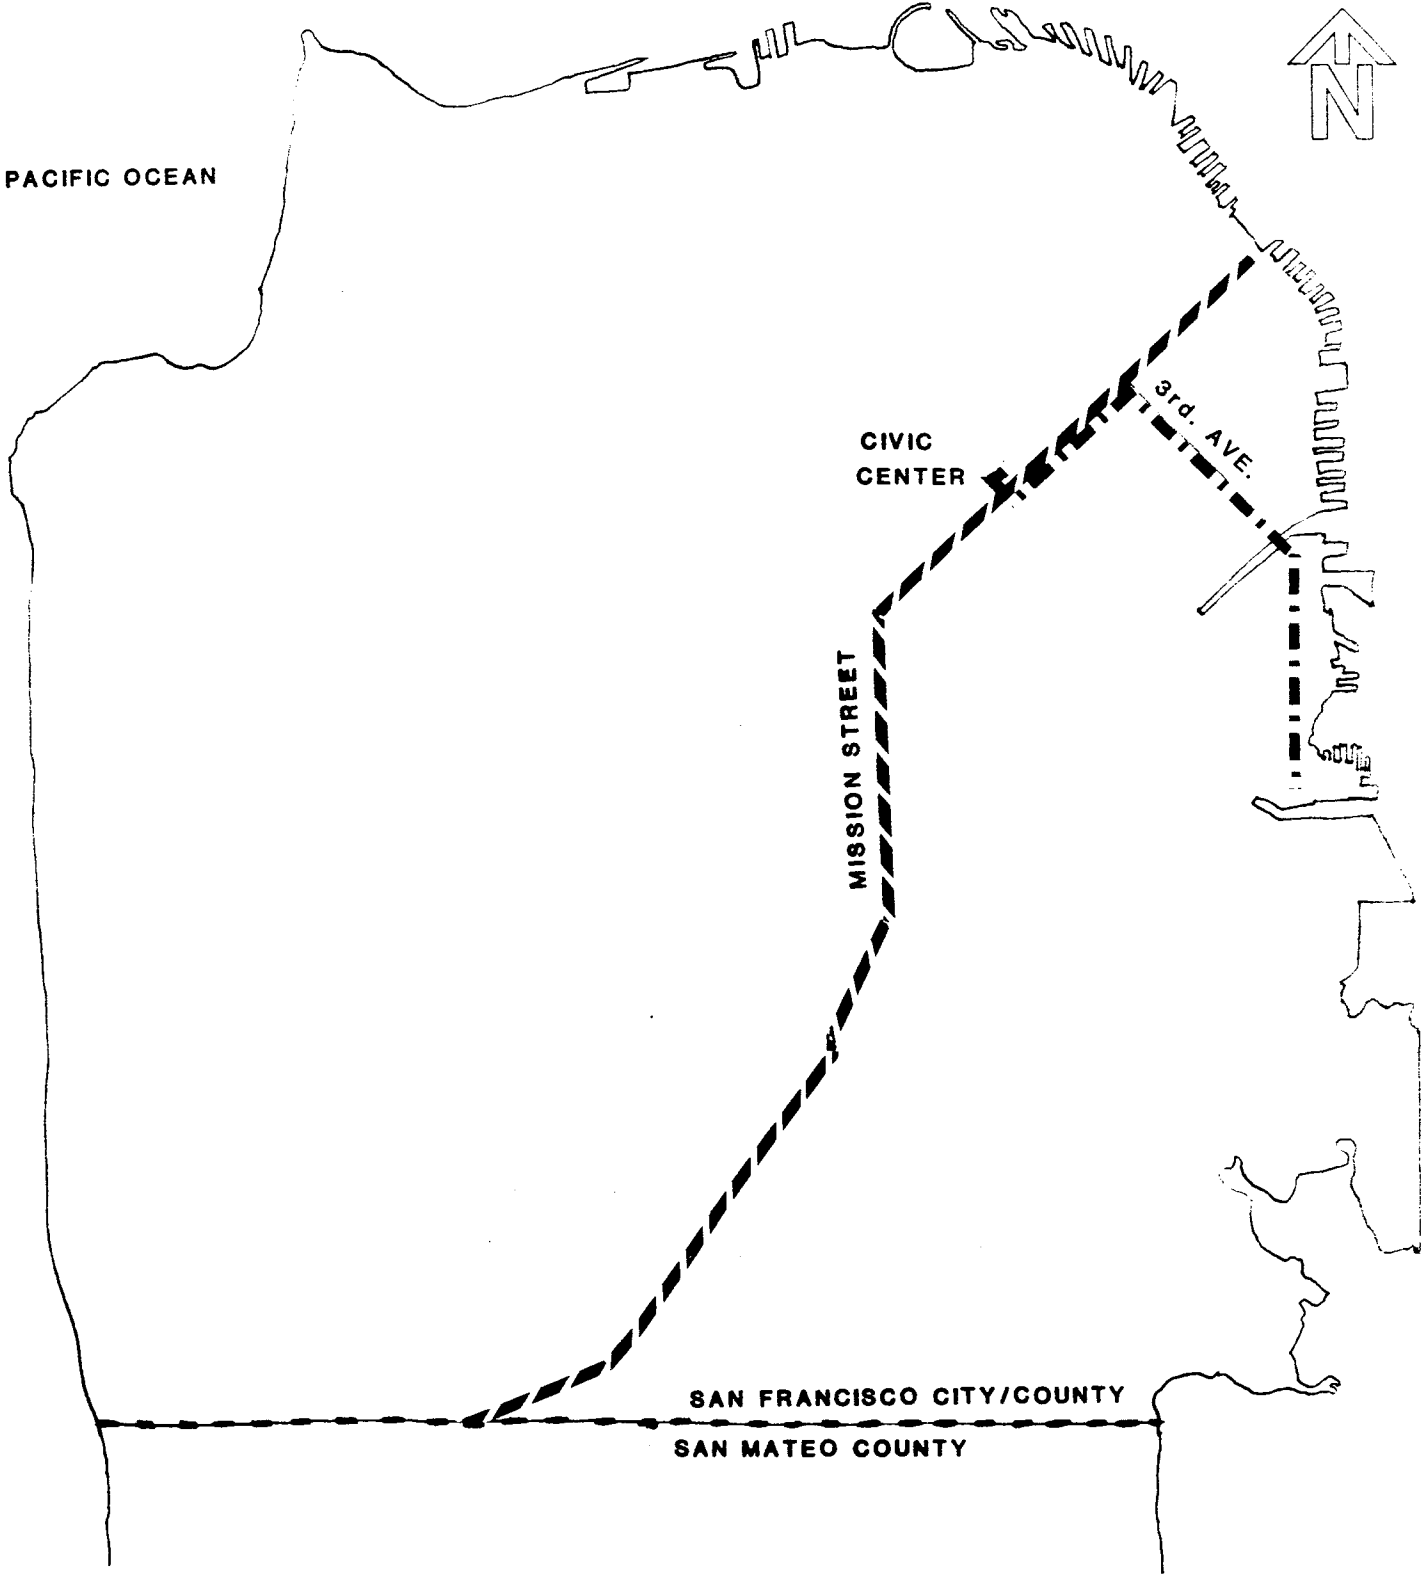 N
PACIFIC OCEAN
3rd. AVE.
CIVIC
CENTER
MISSION STREET
SAN FRANCISCO CITY/COUNTY
SAN MATEO COUNTY